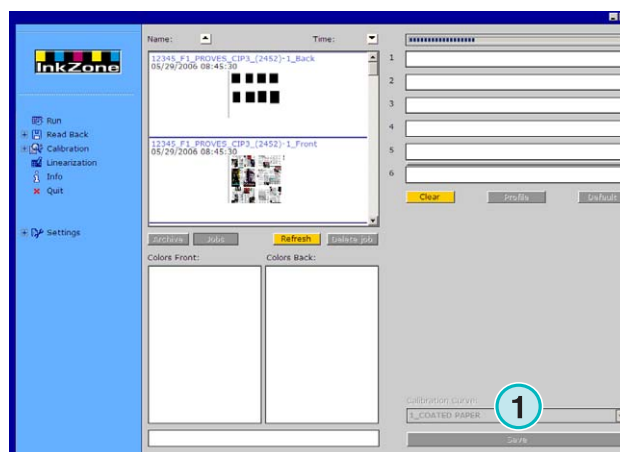 InkZone
Run
Read Back
Calibration
Linearization
Info
Quit
Settings
Name:
Time:
12345_F1_PROVES_CIP3_(2452)-1_Back
05/29/2006 08:45:30
12345_F1_PROVES_CIP3_(2452)-1_Front
05/29/2006 08:45:30
Archive
Jobs
Refresh
Delete job
Colors Front:
Colors Back:
1
2
3
4
5
6
Clear
Profile
Default
Calibration Curve:
1_COATED PAPER
1
Save